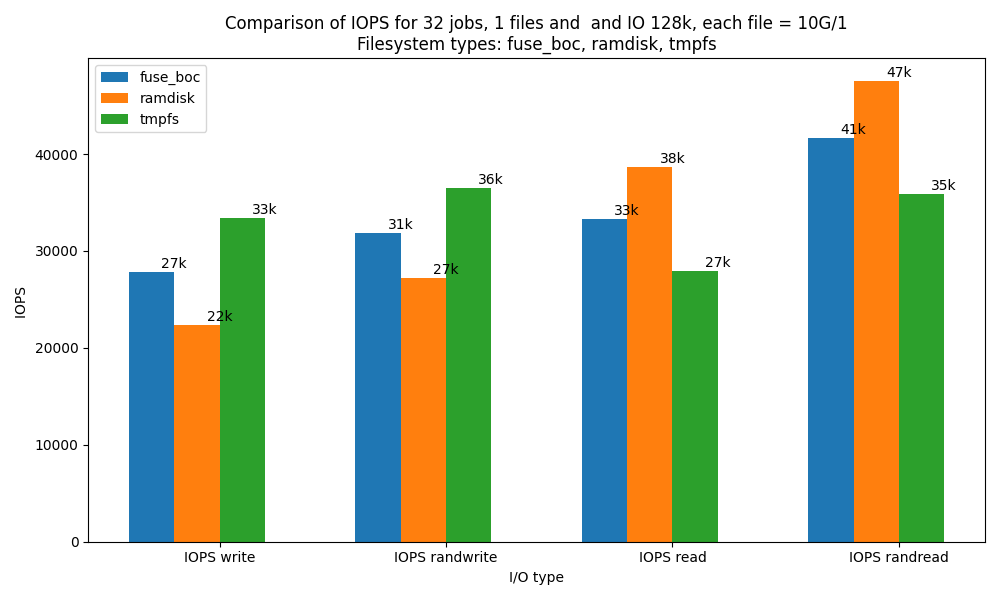 Comparison of IOPS for 32 jobs, 1 files and  and IO 128k, each file = 10G/1
Filesystem types: fuse_boc, ramdisk, tmpfs
fuse_boc
ramdisk
tmpfs
IOPS
40000
30000
20000
10000
0
27k
22k
33k
31k
27k
36k
33k
38k
27k
41k
47k
35k
IOPS write
IOPS randwrite
IOPS read
IOPS randread
I/O type